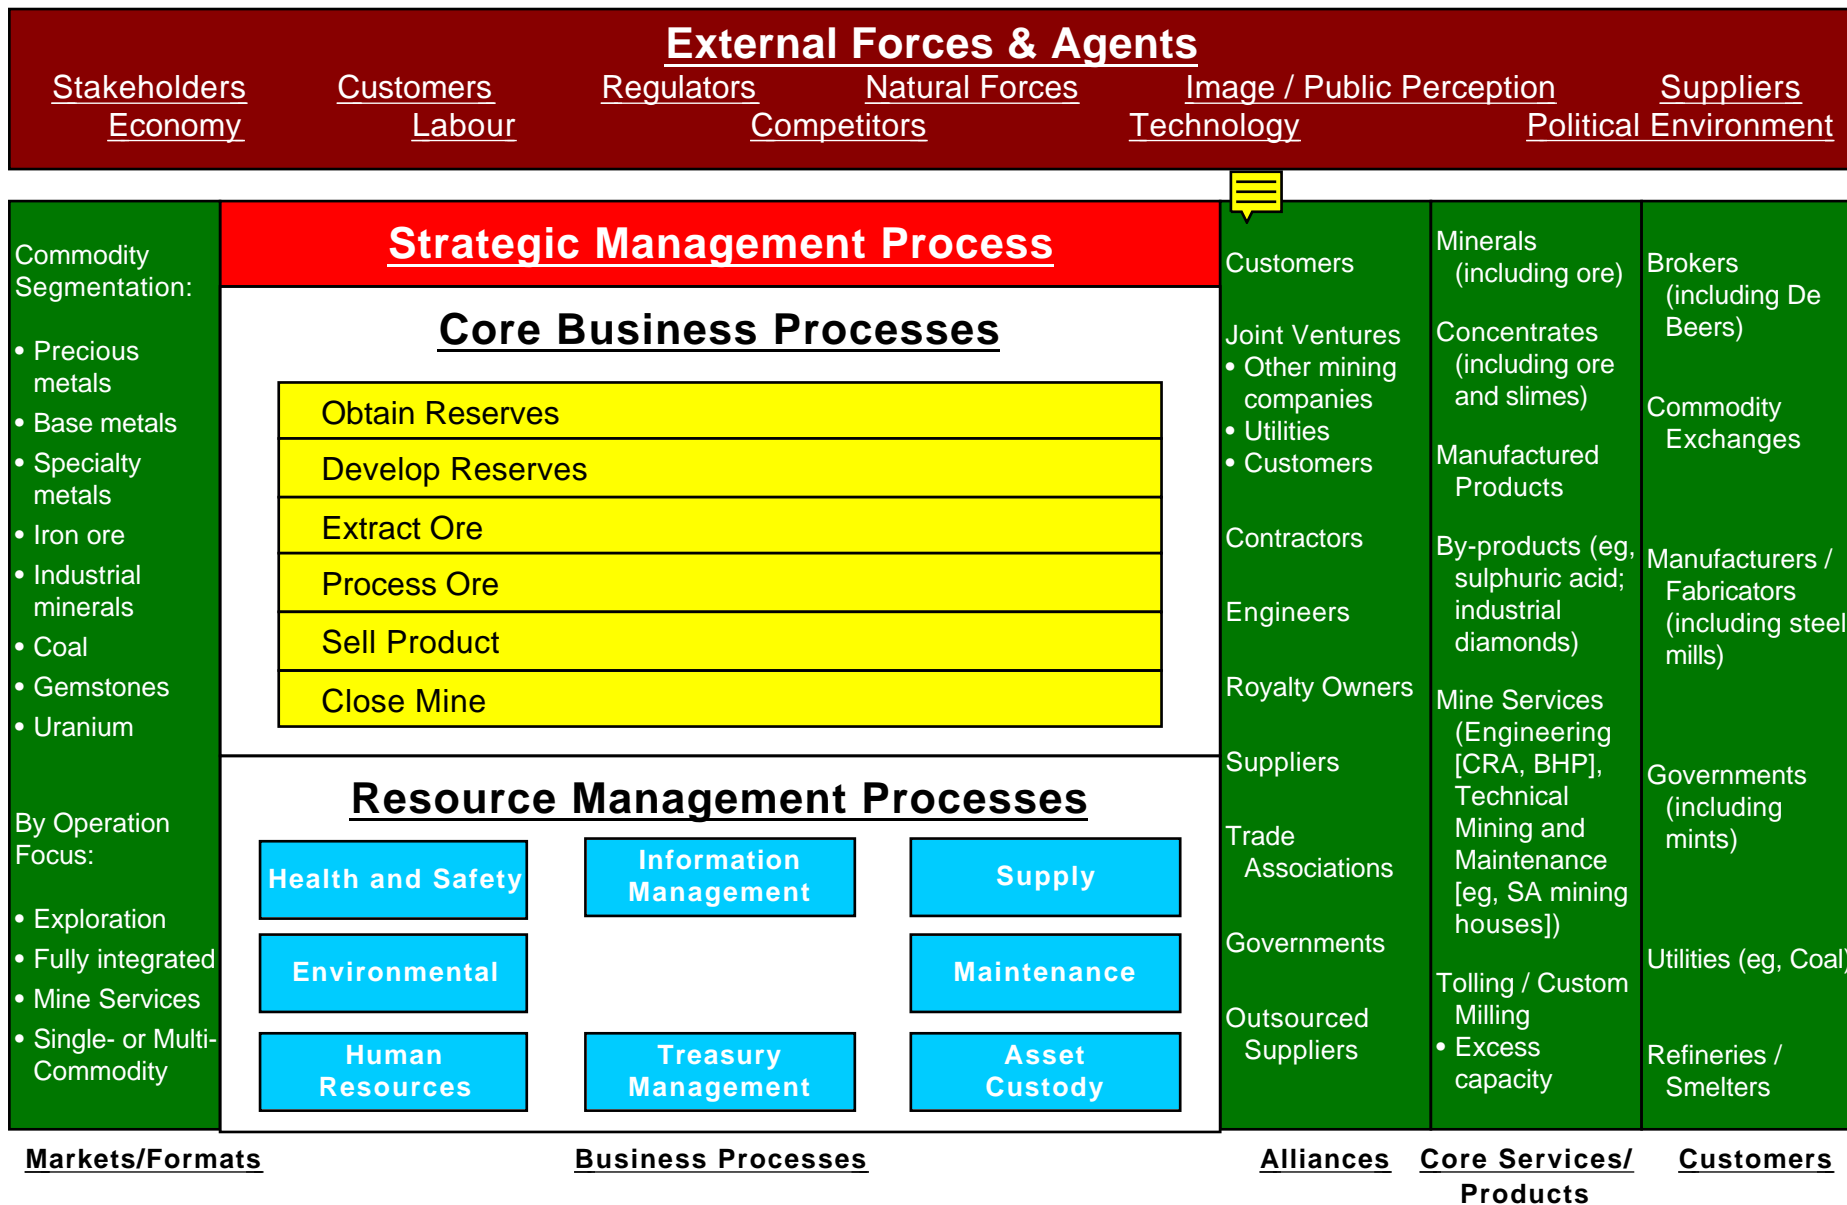 External Forces & Agents
Stakeholders Customers Regulators Natural Forces Image / Public Perception Suppliers
Economy Labour Competitors Technology Political Environment
Commodity
Segmentation:
• Precious
metals
• Base metals
• Specialty
metals
• Iron ore
• Industrial
minerals
• Coal
• Gemstones
• Uranium
By Operation
Focus:
• Exploration
• Fully integrated
• Mine Services
• Single- or Multi-
Commodity
Markets/Formats
Strategic Management Process
Core Business Processes
Obtain Reserves
Develop Reserves
Extract Ore
Process Ore
Sell Product
Close Mine
Resource Management Processes
Health and Safety
Information
Management
Supply
Environmental
Maintenance
Human
Resources
Treasury
Management
Asset
Custody
Business Processes
Customers
Joint Ventures
• Other mining
companies
• Utilities
• Customers
Contractors
Engineers
Royalty Owners
Suppliers
Trade
Associations
Governments
Outsourced
Suppliers
Alliances
Minerals
(including ore)
Concentrates
(including ore
and slimes)
Manufactured
Products
By-products (eg,
sulphuric acid;
industrial
diamonds)
Mine Services
(Engineering
[CRA, BHP],
Technical
Mining and
Maintenance
[eg, SA mining
houses])
Tolling / Custom
Milling
• Excess
capacity
Core Services/
Products
Brokers
(including De
Beers)
Commodity
Exchanges
Manufacturers /
Fabricators
(including steel
mills)
Governments
(including
mints)
Utilities (eg, Coal)
Refineries /
Smelters
Customers